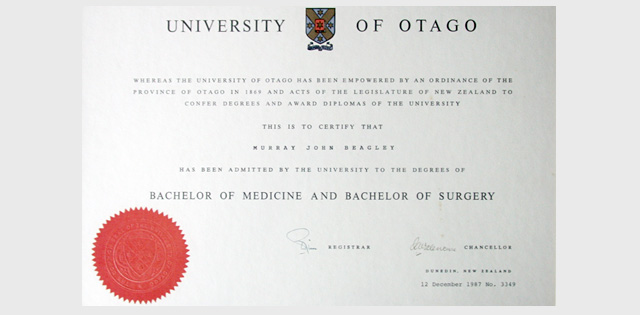 UNIVERSITY OF OTAGO
WHEREAS THE UNIVERSITY OF OTAGO HAS BEEN EMPOWERED BY AN ORDINANCE OF THE
PROVINCE OF OTAGO IN 1869 AND ACTS OF THE LEGISLATURE OF NEW ZEALAND TO
CONFER DEGREES AND AWARD DIPLOMAS OF THE UNIVERSITY
THIS IS TO CERTIFY THAT
MURRAY JOHN BEAGLEY
HAS BEEN ADMITTED BY THE UNIVERSITY TO THE DEGREES OF
BACHELOR OF MEDICINE AND BACHELOR OF SURGERY
REGISTRAR CHANCELLOR
DUNEDIN, NEW ZEALAND.
12 December 1987 No. 3349